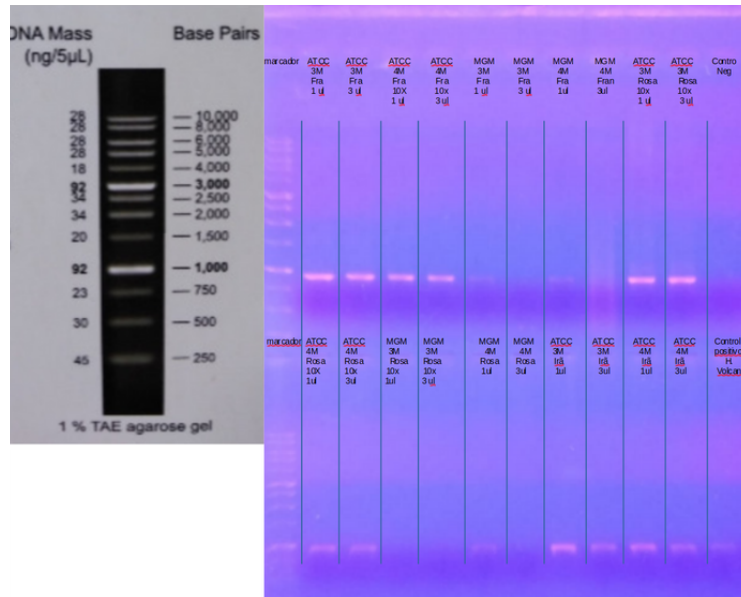 DNA Mass
(ng/5µL)
Base Pairs
28
28
28
28
18
92
34
34
20
92
23
30
45
10,000
8,000
6,000
5,000
4,000
3,000
2,500
2,000
1,500
1,000
750
500
250
1 % TAE agarose gel
marcador
ATCC
3M
Fra
1 ul
ATCC
3M
Fra
3 ul
ATCC
4M
Fra
10X
1 ul
ATCC
4M
Fra
10x
3 ul
MGM
3M
Fra
1 ul
MGM
3M
Fra
3 ul
MGM
4M
Fra
1ul
MGM
4M
Fran
3ul
ATCC
3M
Rosa
10x
1 ul
ATCC
3M
Rosa
10x
3 ul
Contro
Neg
marcador
ATCC
4M
Rosa
10X
1ul
ATCC
4M
Rosa
10x
3ul
MGM
3M
Rosa
10x
1ul
MGM
3M
Rosa
10x
3 ul
MGM
4M
Rosa
1ul
MGM
4M
Rosa
3ul
ATCC
3M
Irã
1ul
ATCC
3M
Irã
3ul
ATCC
4M
Irã
1ul
ATCC
4M
Irã
3ul
Control
positivo
H.
Volcan